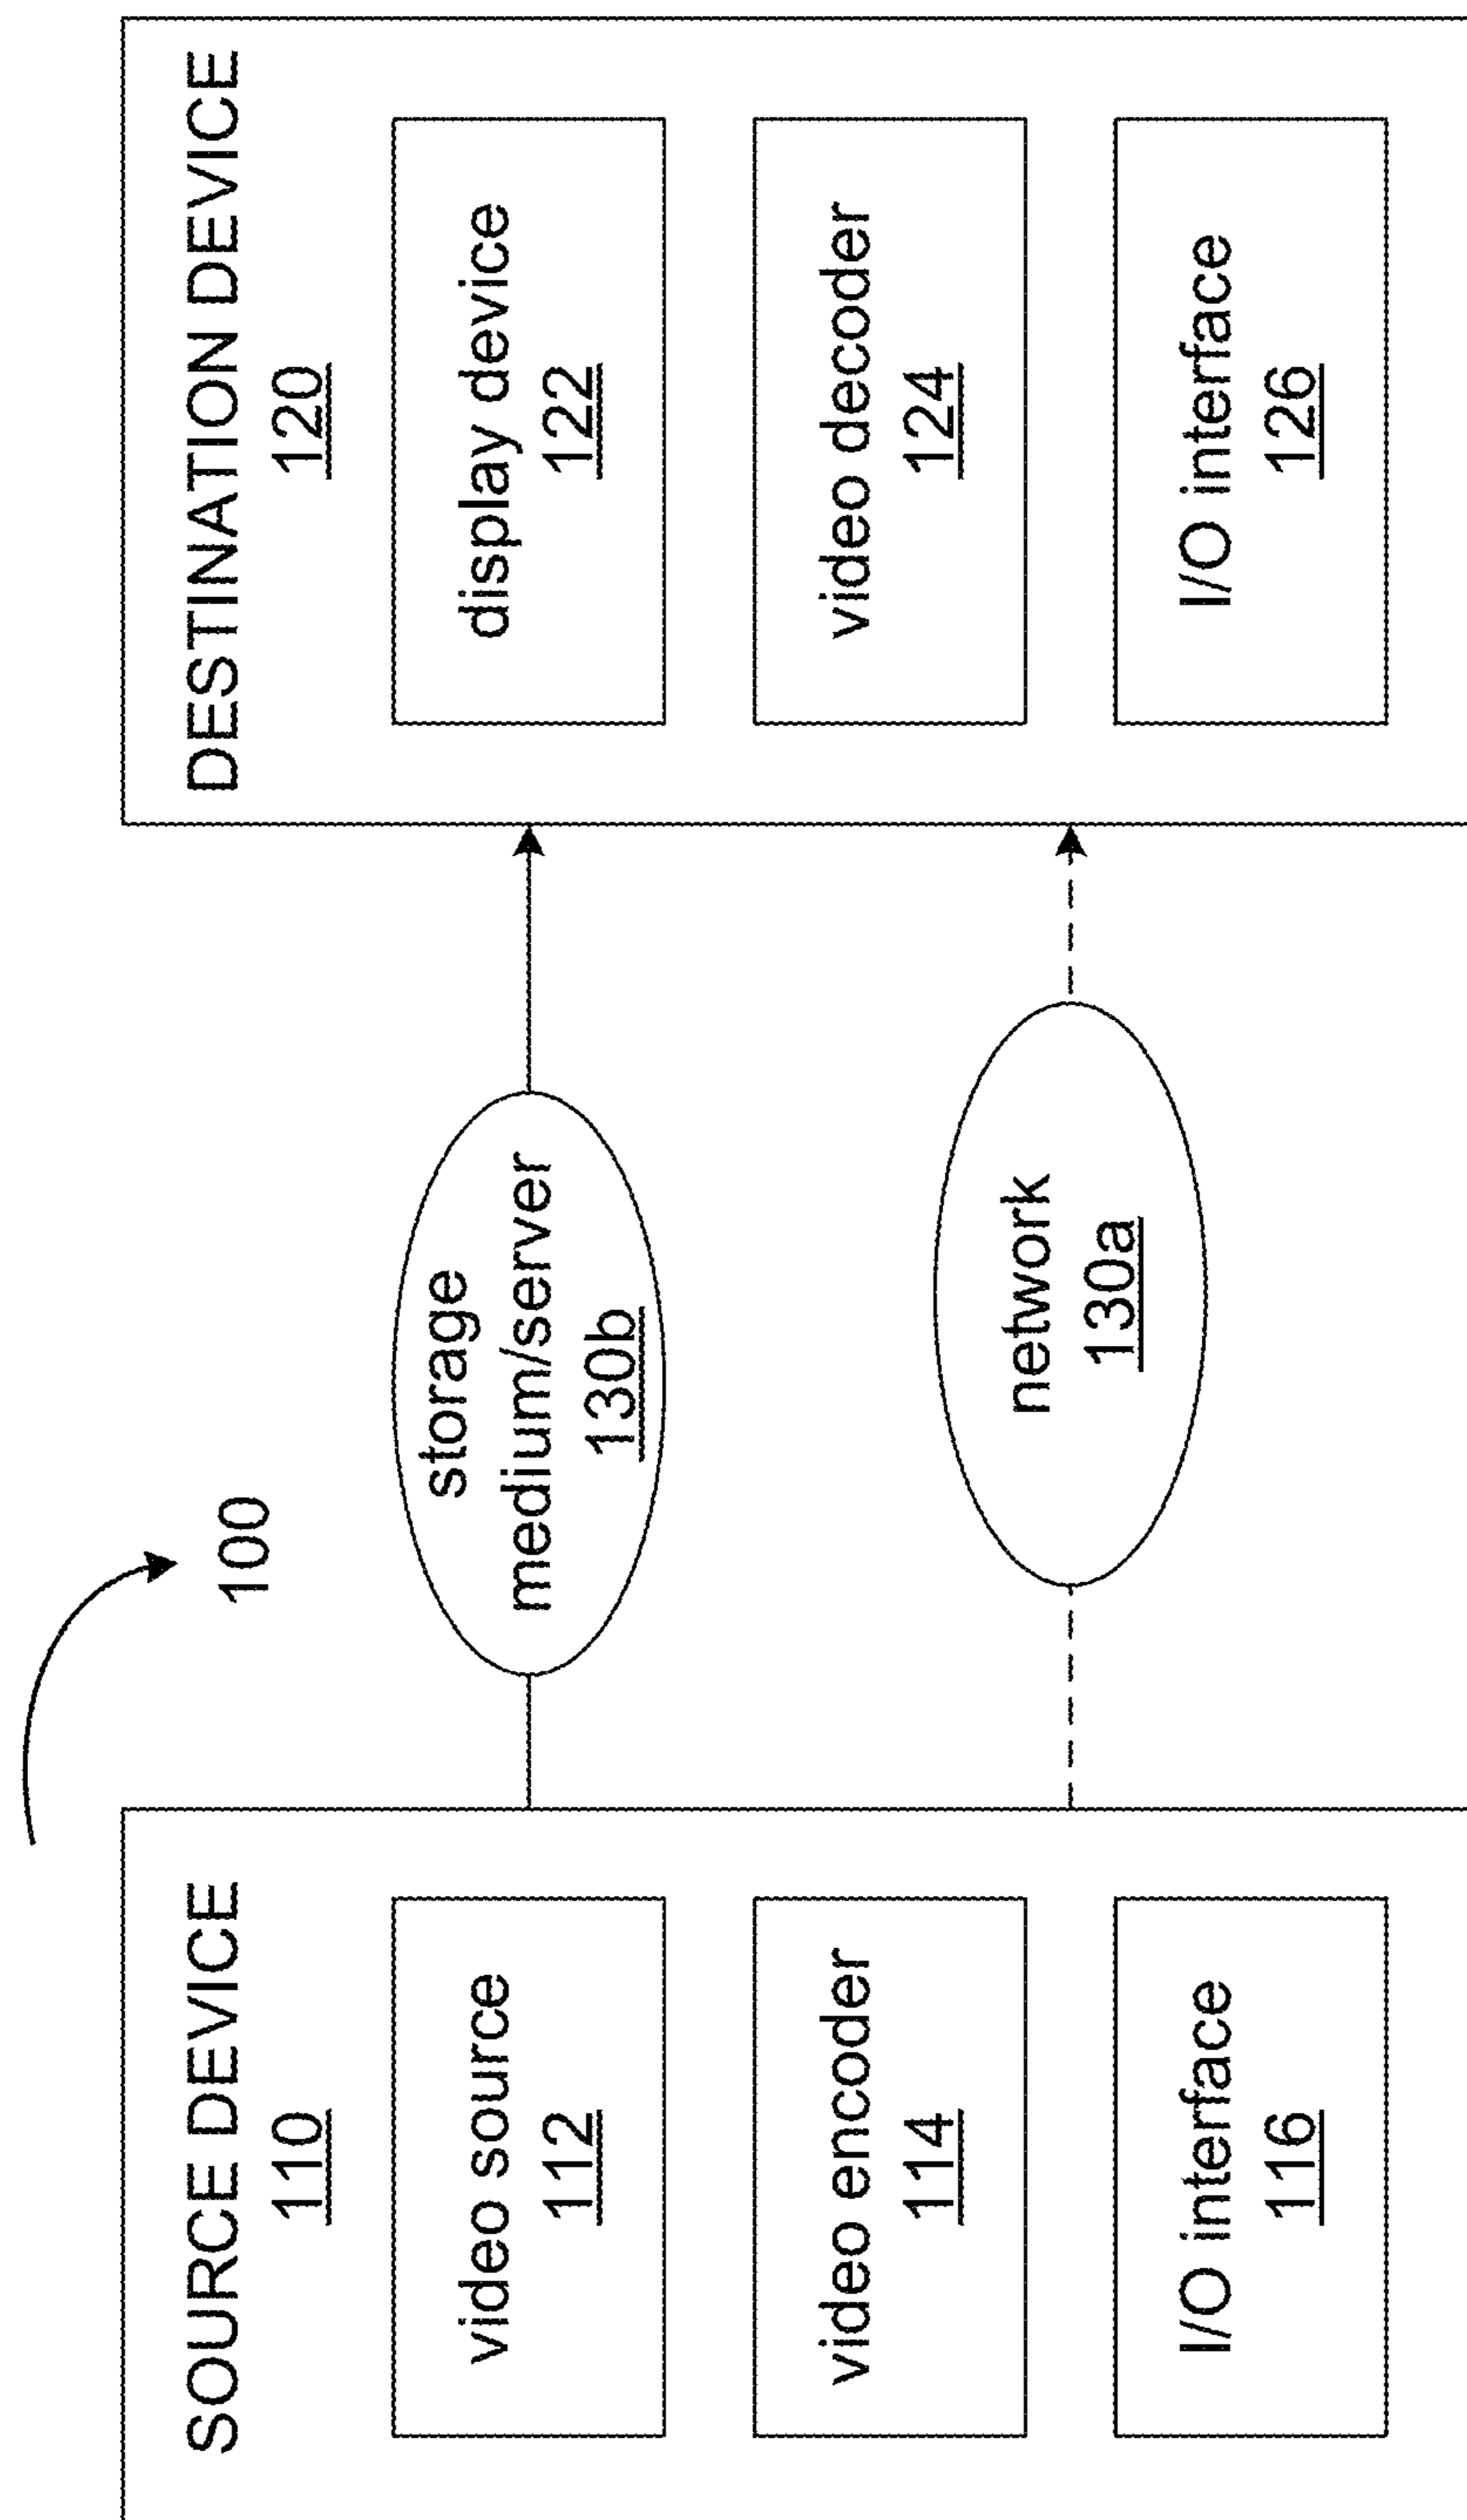 100
SOURCE DEVICE
110
video source
112
video encoder
114
I/O interface
116
storage
medium/server
130b
network
130a
DESTINATION DEVICE
120
display device
122
video decoder
124
I/O interface
126